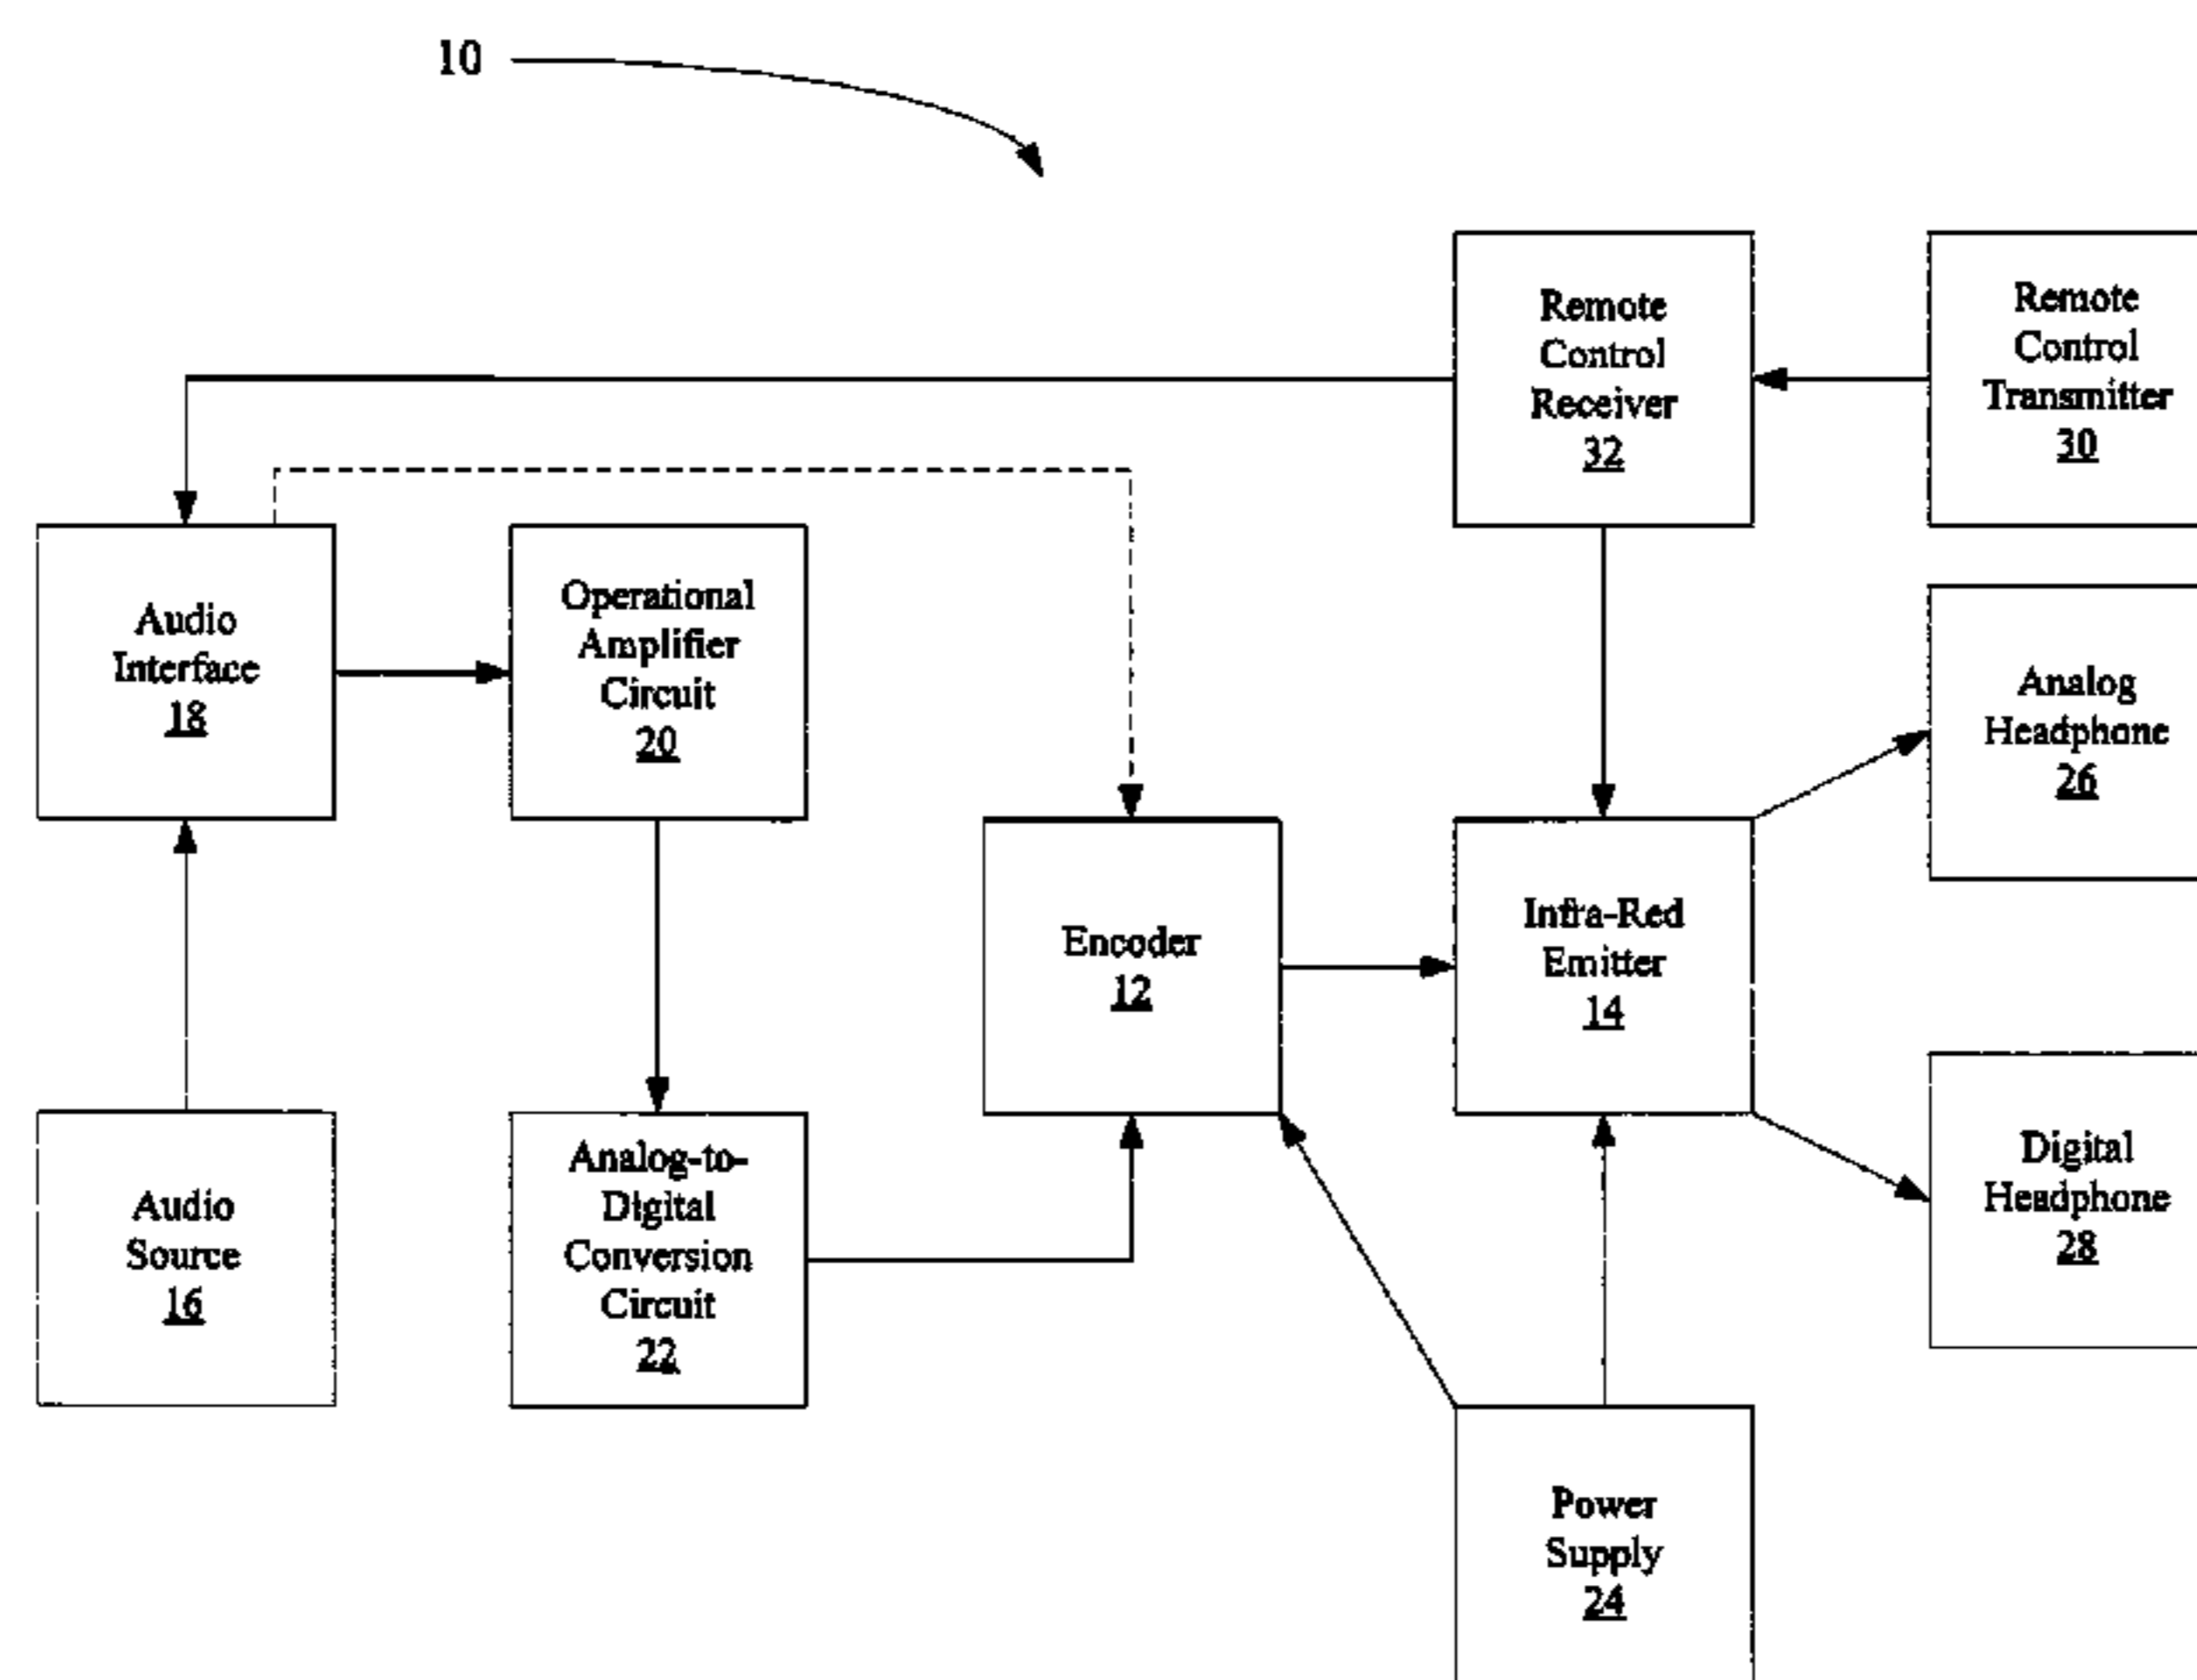 10
Remote
Control
Receiver
32
Remote
Control
Transmitter
30
Audio
Interface
18
Operational
Amplifier
Circuit
20
Analog
Headphone
26
Encoder
12
Infra-Red
Emitter
14
Audio
Source
16
Analog-to-
Digital
Conversion
Circuit
22
Digital
Headphone
28
Power
Supply
24